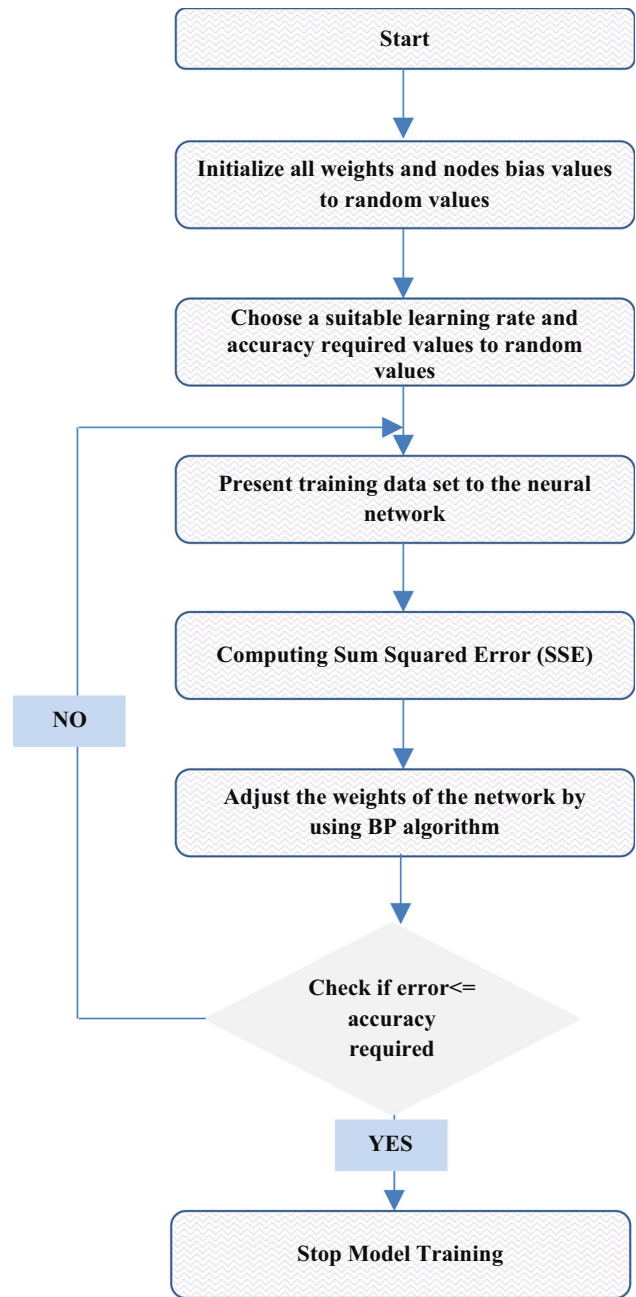 Start
Initialize all weights and nodes bias values
to random values
Choose a suitable learning rate and
accuracy required values to random
values
Present training data set to the neural
network
Computing Sum Squared Error (SSE)
NO
Adjust the weights of the network by
using BP algorithm
Check if error<=
accuracy
required
YES
Stop Model Training